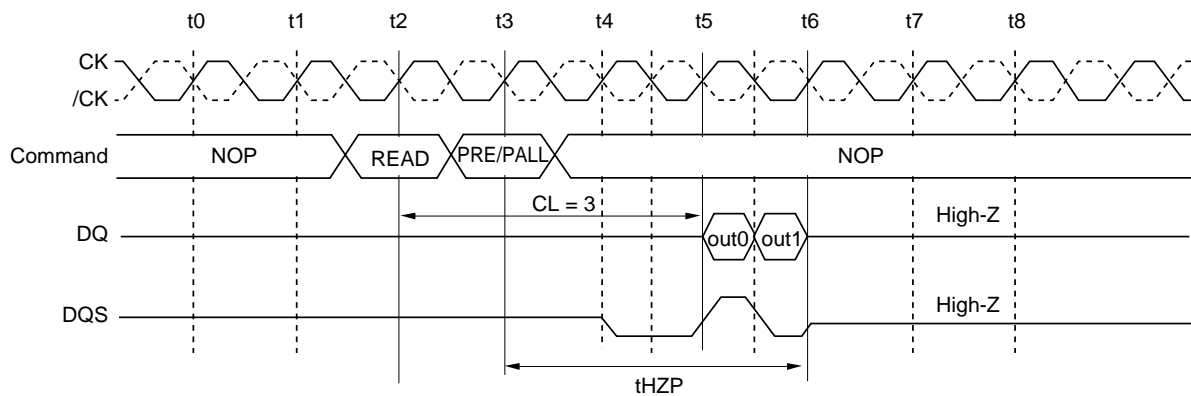 t0 t1 t2 t3 t4 t5 t6 t7 t8
CK
/CK
Command NOP READ PRE/PALL NOP
CL = 3
DQ out0 out1 High-Z
DQS High-Z
tHZP